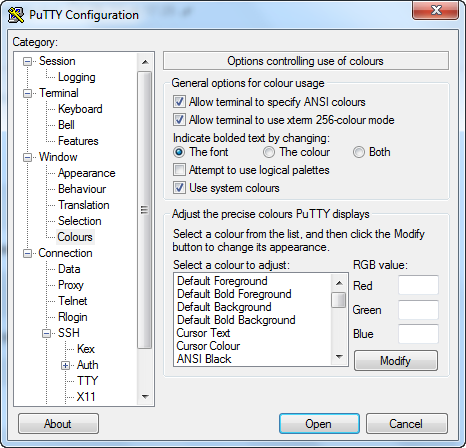 PuTTY Configuration
Category:
Session
Logging
Terminal
Keyboard
Bell
Features
Window
Appearance
Behaviour
Translation
Selection
Colours
Connection
Data
Proxy
Telnet
Rlogin
SSH
Kex
Auth
TTY
X11
Options controlling use of colours
General options for colour usage
Allow terminal to specify ANSI colours
Allow terminal to use xterm 256-colour mode
Indicate bolded text by changing:
The font The colour Both
Attempt to use logical palettes
Use system colours
Adjust the precise colours PuTTY displays
Select a colour from the list, and then click the Modify
button to change its appearance.
Select a colour to adjust:
Default Foreground
Default Bold Foreground
Default Background
Default Bold Background
Cursor Text
Cursor Colour
ANSI Black
RGB value:
Red
Green
Blue
Modify
About Open Cancel